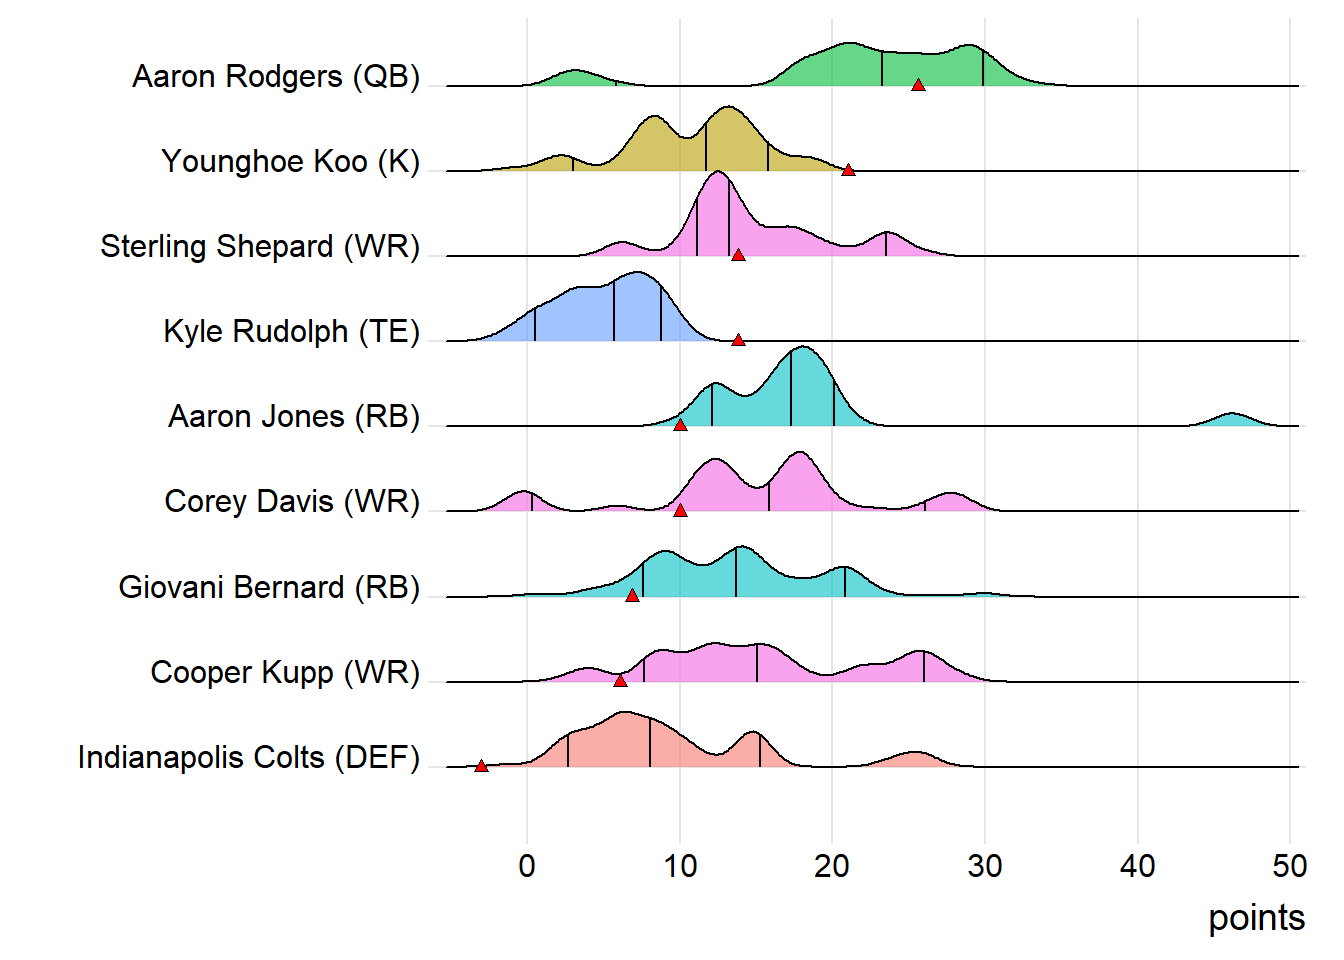 Aaron Rodgers (QB)
Younghoe Koo (K)
Sterling Shepard (WR)
Kyle Rudolph (TE)
Aaron Jones (RB)
Corey Davis (WR)
Giovani Bernard (RB)
Cooper Kupp (WR)
Indianapolis Colts (DEF)
0 10 20 30 40 50
points